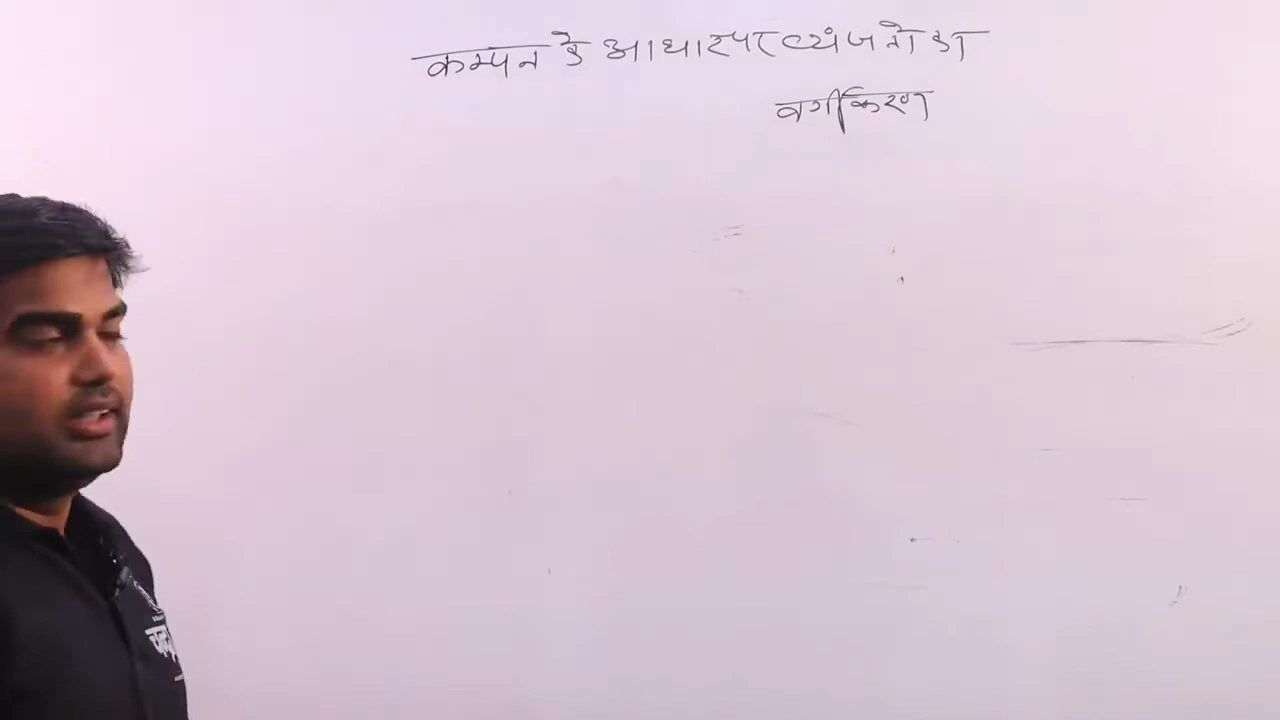 कम्पन के आधार पर व्यंजनो का
वर्गीकरण